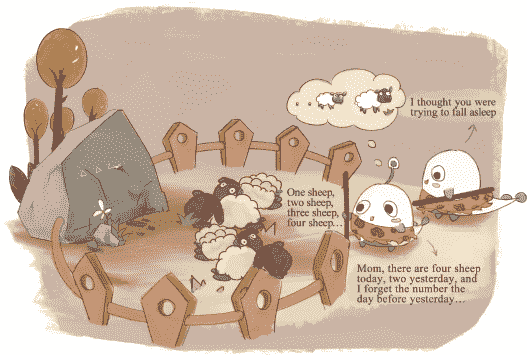 I thought you were
trying to fall asleep
One sheep,
two sheep,
three sheep,
four sheep...
Mom, there are four sheep
today, two yesterday, and
I forget the number the
day before yesterday...